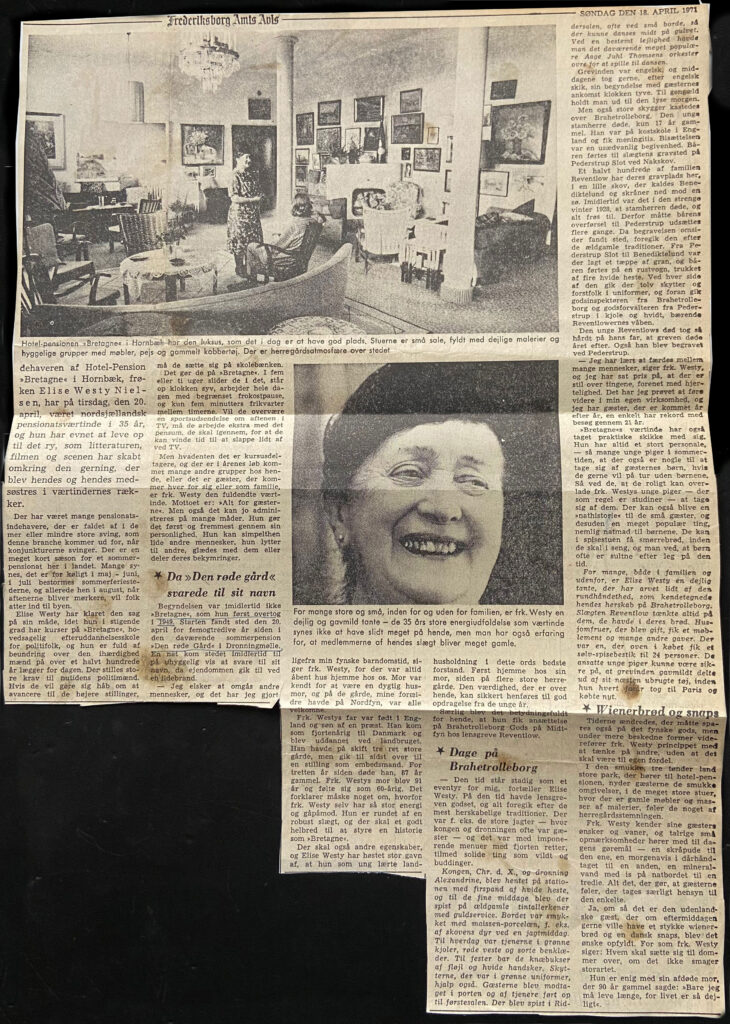 Frederiksborg Amts Avis
SØNDAG DEN 18. APRIL 1971
Hotel-pensionen »Bretagne« i Hornbæk har den luksus, som det i dag er at have god plads. Stuerne er små sale, fyldt med dejlige malerier og
hyggelige grupper med møbler, pejs og gammelt kobbertøj. Der er herregårdsatmosfære over stedet
dehaveren af Hotel-Pension
»Bretagne« i Hornbæk, frø-
ken Elise Westy Niel-
sen, har på tirsdag, den 20.
april, været nordsjællandsk
pensionsværtinde i 35 år,
og hun har evnet at leve op
til det ry, som litteraturen,
filmen og scenen har skabt
omkring den gerning, der
blev hendes og hendes med-
søstres i værtindernes ræk-
ker.
Der har været mange pensionats-
indehavere, der er faldet af i de
mer eller mindre store sving, som
denne branche kommer ud for, når
konjunkturerne svinger. Der er en
meget kort sæson for et sommer-
pensionat her i landet. Mange sy-
nes, det er for køligt i maj - juni,
i juli bestormes sommerferieste-
derne, og allerede hen i august, når
aftnerne bliver mørkere, vil folk
atter ind til byen.
Elise Westy har klaret den sag
på sin måde, idet hun i stigende
grad har kurser på »Bretagne«, ho-
vedsagelig efteruddannelsesskole
for politifolk, og hun er fuld af
beundring over den ihærdighed
mænd på over et halvt hundrede
år lægger for dagen. Der stilles sto-
re krav til nutidens politimænd.
Hvis de vil gøre sig håb om at
avancere til de højere stillinger,
må de sætte sig på skolebænken.
Det gør de på »Bretagne«. I fem
eller ti uger slider de i det, står
op klokken syv, arbejder hele dagen
med begrænset frokostpause,
og kun fem minutters frikvarter
mellem timerne. Vil de overvære
en sportsudsendelse om aftenen i
TV, må de arbejde ekstra med det
pensum, de skal igennem, for at de
kan vinde tid til at slappe lidt af
ved TV.
Men hvadenten det er kursusdel-
tagere, og der er i årenes løb kom-
met mange andre grupper hos hen-
de, eller det er gæster, der kom-
mer hver for sig eller som familie,
er frk. Westy den fuldendte vært-
inde. Mottoet er: »Alt for gæster-
ne«. Men også det kan jo admini-
streres på mange måder. Hun gør
det først og fremmest gennem sin
personlighed. Hun kan simpelthen
lide andre mennesker, hun lytter
til andre, glædes med dem eller
deler deres bekymringer.
★ Da »Den røde gård«
svarede til sit navn
Begyndelsen var imidlertid ikke
»Bretagne«, som hun først overtog
i 1949. Starten fandt sted den 20.
april for femogtredive år siden i
den daværende sommerpension
»Den røde Gård« i Dronningmølle.
En nat kom stedet imidlertid til
på uhyggelig vis at svare til sit
navn, da ejendommen gik til ved
en ildebrand.
— Jeg elsker at omgås andre
mennesker, og det har jeg givet-
For mange store og små, inden for og uden for familien, er frk. Westy en
dejlig og gavmild tante — de 35 års store energiudfoldelse som værtinde
synes ikke at have slidt meget på hende, men man har også erfaring
for, at medlemmerne af hendes slægt bliver meget gamle.
ligefra min fynske barndomstid, si-
ger frk. Westy, for der var altid
åbent hus hjemme hos os. Mor var
kendt for at være en dygtig hus-
mor, og på de gårde, mine foræl-
dre havde på Nordfyn, var alle
velkomne.
Frk. Westys far var født i Eng-
land og søn af en præst. Han kom
som fjortenårig til Danmark og
blev uddannet ved landbruget.
Han havde på skift tre ret store
gårde, men gik til sidst over til
en stilling som embedsmand. For
tretten år siden døde han, 87 år
gammel. Frk. Westys mor blev 91
år og følte sig som 60-årig. Det
forklarer måske noget om, hvorfor
frk. Westy selv har så stor energi
og gåpåmod. Hun er rundet af en
robust slægt, og der skal et godt
helbred til at styre en historie
som »Bretagne«.
Der skal også andre egenskaber,
og Elise Westy har høstet stor gavn
af, at hun som ung lærte land-
husholdning i dette ords bedste
forstand. Først hjemme hos sin
mor, siden på flere store herre-
gårde. Den værdighed, der er over
hende, kan sikkert henføres til god
opdragelse fra de unge år.
Særlig blev det betydningsfuldt
for hende, at hun fik ansættelse
på Brahetrolleborg Gods på Midt-
fyn hos lensgreve Reventlow.
★ Dage på
Brahetrolleborg
— Den tid står stadig som et
eventyr for mig, fortæller Elise
Westy. På den tid havde lensgre-
ven godset, og alt foregik efter de
mest herskabelige traditioner. Der
var f. eks. de store jagter — hvor
kongen og dronningen ofte var gæ-
ster — og det var med impone-
rende menuer med fjorten retter,
tilmed solide ting som vildt og
buddinger.
Kongen, Chr. d. X., og dronning
Alexandrine, blev hentet på statio-
nen med firspand af hvide heste,
og til de fine middage blev der
spist på ældgamle tintallerkener
med guldservice. Bordet var smyk-
ket med meissen-porcelæn, f. eks.
af skovens dyr ved en jagtmiddag.
Til hverdag var tjenerne i grønne
kjoler, røde veste og sorte benklæ-
der. Til fester bar de knæbukser
af fløjl og hvide handsker. Skyt-
terne, der var i grønne uniformer,
hjalp også. Gæsterne blev modta-
get i porten og af tjenere ført op
til førstesalen. Der blev spist i Rid-
dersalen, ofte ved små borde, så
der kunne danses midt på gulvet.
Ved en bestemt lejlighed havde
man det daværende meget populæ-
re Aage Juhl Thomsens orkester
ovre for at spille til dansen.
Grevinden var engelsk, og mid-
dagene tog gerne, efter engelsk
skik, sin begyndelse med gæsternes
ankomst klokken tyve. Til gengæld
holdt man ud til den lyse morgen.
Men også store skygger kastedes
over Brahetrolleborg. Den unge
stamherre døde, kun 17 år gam-
mel. Han var på kostskole i Eng-
land og fik meningitis. Bisættelsen
var en usædvanlig begivenhed. Bå-
ren førtes til slægtens gravsted på
Pederstrup Slot ved Nakskov.
Et halvt hundrede af familien
Reventlow har deres gravplads her,
i en lille skov, der kaldes Bene-
diktelund og skråner ned mod en
sø. Imidlertid var det i den strenge
vinter 1928, at stamherren døde, og
alt frøs til. Derfor måtte bårens
overførsel til Pederstrup udsættes
flere gange. Da begravelsen omsi-
der fandt sted, foregik den efter
de ældgamle traditioner. Fra Pe-
derstrup Slot til Benediktelund var
der lagt et tæppe af gran, og bå-
ren førtes på en rustvogn, trukket
af fire hvide heste. Ved hver side
af den gik der tolv skytter og
forstfolk i uniformer, og foran gik
godsinspektøren fra Brahetrolle-
borg og godsforvalteren fra Peder-
strup i kjole og hvidt, bærende
Reventlowernes våben.
Den unge Reventlows død tog så
hårdt på hans far, at greven døde
året efter. Også han blev begravet
ved Pederstrup.
— Jeg har lært at færdes mellem
mange mennesker, siger frk. Westy,
og jeg har sat pris på, at der er
stil over tingene, forenet med hjer-
telighed. Det har jeg prøvet at føre
videre i min egen virksomhed, og
jeg har gæster, der er kommet år
efter år, en enkelt har rekord med
besøg gennem 21 år.
»Bretagne«s værtinde har også
taget praktiske skikke med sig.
Hun har altid et stort personale,
— så mange unge piger i sommer-
tiden, at der også er nogle til at
tage sig af gæsternes børn, hvis
de gerne vil på tur uden børnene.
Så ved de, at de roligt kan over-
lade frk. Westys unge piger — der
som regel er studiner — at tage
sig af dem. Der kan også blive en
»nathistorie« til de små gæster, og
desuden en meget populær ting,
nemlig natmad til børnene. De kan
i spisestuen få smørrebrød, inden
de skal i seng, og man ved, at børn
ofte er sultne efter leg på den
tid.
For mange, både i familien og
udenfor, er Elise Westy en dejlig
tante, der har arvet lidt af den
rundhåndethed, som kendetegnede
hendes herskab på Brahetrolleborg.
Slægten Reventlow tænkte altid på
dem, de havde i deres brød. Hus-
jomfruer, der blev gift, fik et møb-
lement og mange andre gaver. Der
var en, der oven i købet fik et
sølv-spisebestik til 24 personer. De
ansatte unge piker kunne være sik-
re på, at grevinden gavmildt delte
ud af sit næsten ubrugte tøj, inden
hun hvert år tog til Paris og
købte nyt.
★ Wienerbrød og snaps
Tiderne ændredes, der måtte spa-
res også på det fynske gods, men
under mere beskedne former vide-
refører frk. Westy princippet med
at tænke på andre, uden at det
skal være til egen fordel.
I den smukke, tre tønder land
store park, der hører til hotel-pen-
sionen, nyder gæsterne de smukke
omgivelser, i de meget store stuer,
hvor der er gamle møbler og mas-
ser af malerier, føler de noget af
herregårdsstemningen.
Frk. Westy kender sine gæsters
ønsker og vaner, og talrige små
opmærksomheder hører med til da-
gens gøremål — en skråpude til
den ene, en morgenavis i dørhånd-
taget til en anden, en mineral-
vand med is på natbordet til en
tredie. Alt det, der gør, at gæsterne
føler, der tages særligt hensyn til
den enkelte.
Ja, om så det er den udenland-
ske gæst, der om eftermiddagen
gerne ville have et stykke wiener-
brød og en dansk snaps, blev det
ønske opfyldt. For som frk. Westy
siger: Hvem skal sætte sig til dom-
mer over, om det ikke smager
storartet.
Hun er enig med sin afdøde mor,
der 90 år gammel sagde: »Bare jeg
må leve længe, for livet er så dej-
ligt«.